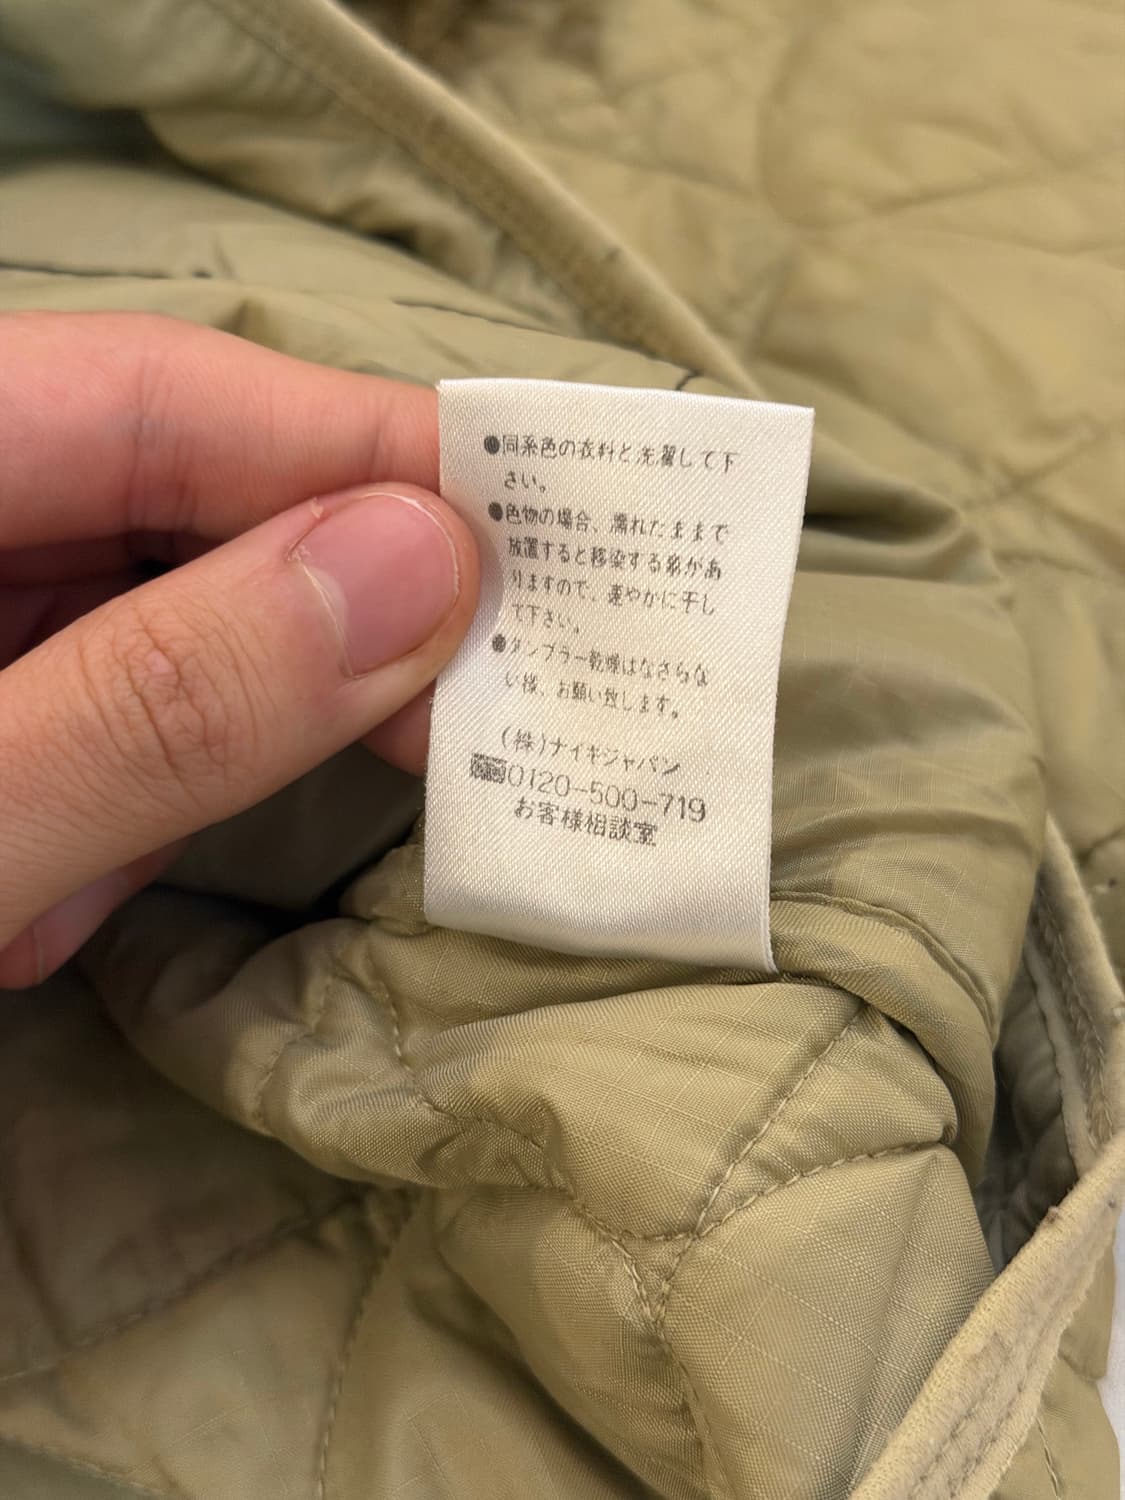 ●同系色の衣料と洗濯して下
さい。
●色物の場合、濡れたままで
放置すると移染する事があ
りますので、速やかに干し
て下さい。
●タンブラー乾燥はなさらな
い様、お願い致します。
(株)ナイキジャパン
0120-500-719
お客様相談室